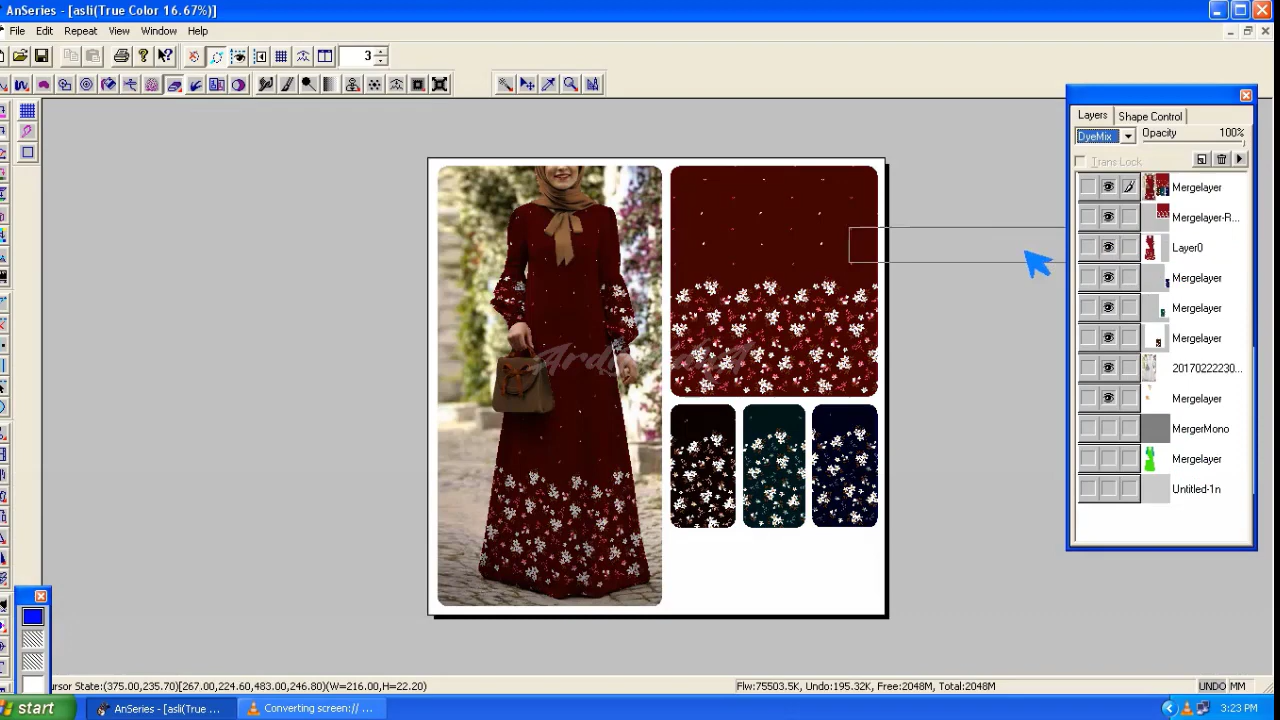 AnSeries - [asli(True Color 16.67%)]
File Edit Repeat View Window Help
3
Layers Shape Control
DyeMix Opacity 100%
Trans Lock
Mergelayer
Mergelayer-R...
Layer0
Mergelayer
Mergelayer
Mergelayer
20170222230...
Mergelayer
MergerMono
Mergelayer
Untitled-1n
ursor State:(375.00,235.70)[267.00,224.60,483.00,246.80)(W=216.00,H=22.20) Flw:75503.5K, Undo:195.32K, Free:2048M, Total:2048M UNDO MM
start AnSeries - [asli(True ... Converting screen:// ... 3:23 PM